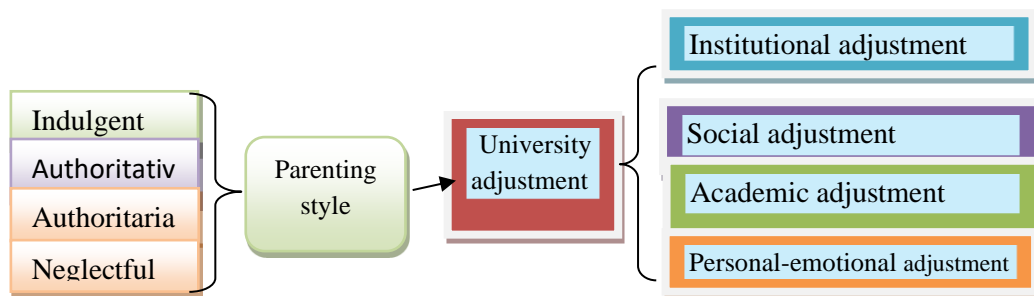 Indulgent
Authoritativ
Authoritaria
Neglectful
Parenting
style
University
adjustment
Institutional adjustment
Social adjustment
Academic adjustment
Personal-emotional adjustment